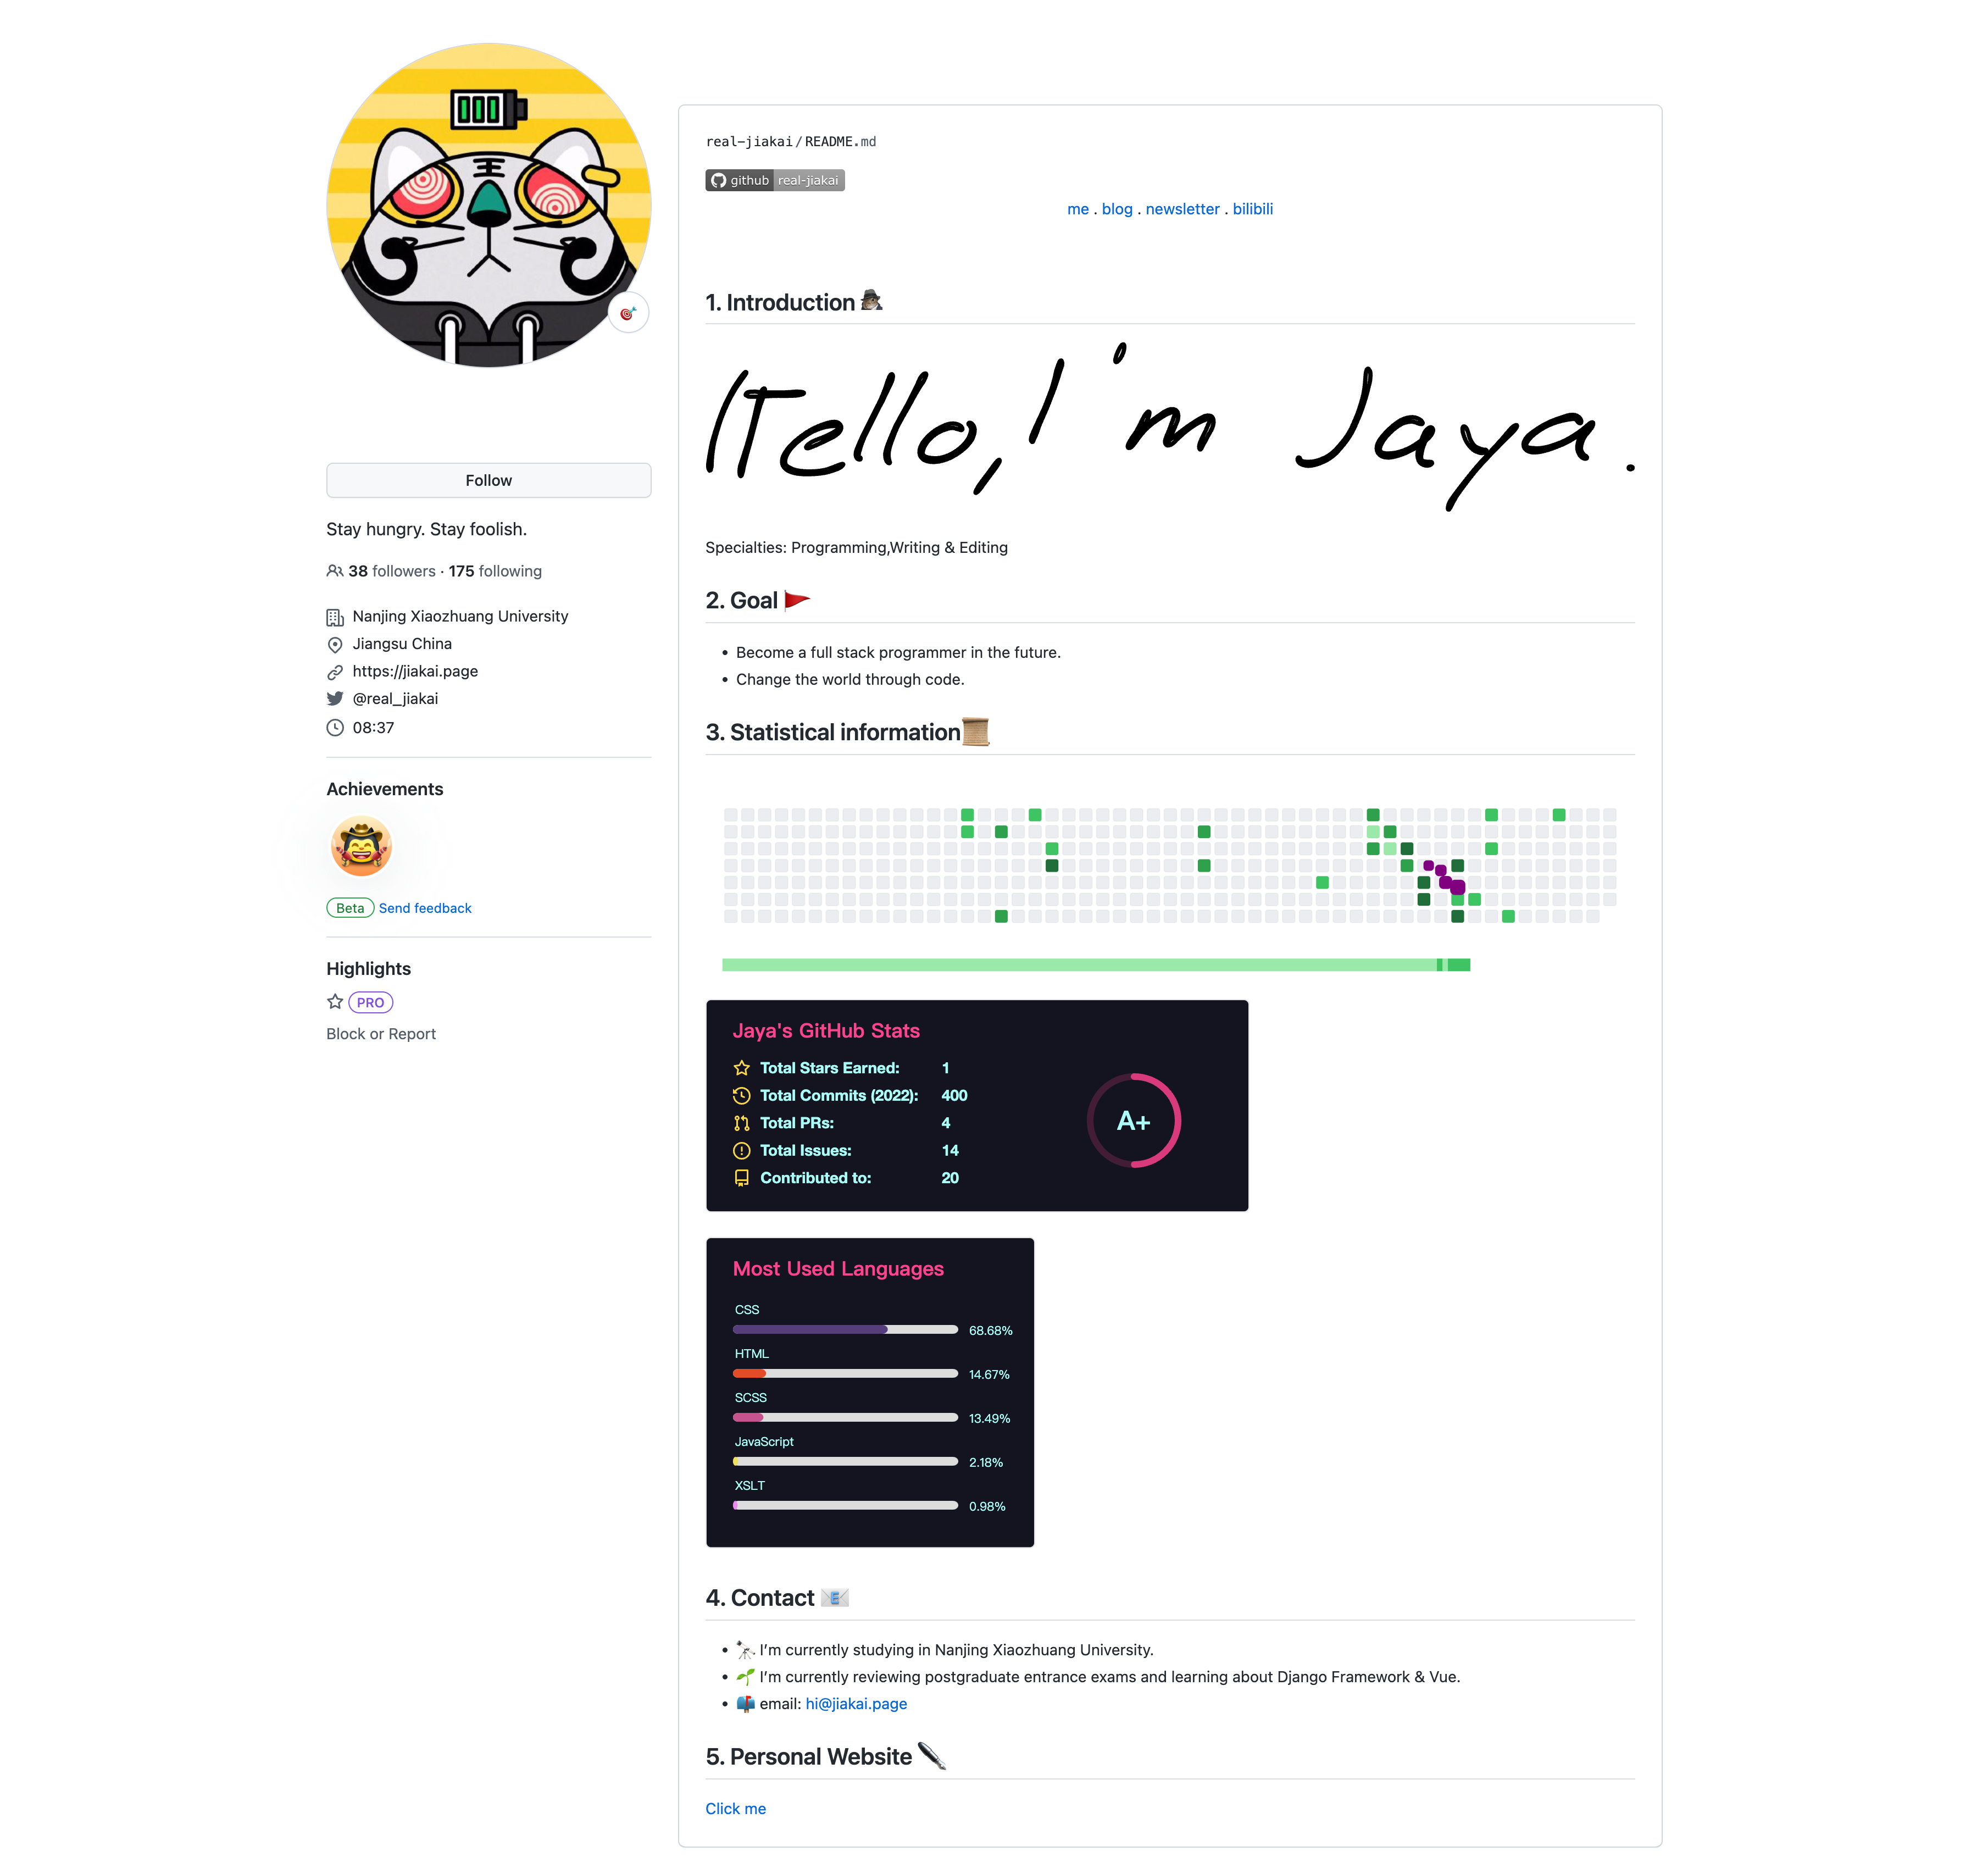 Follow
Stay hungry. Stay foolish.
38 followers · 175 following
Nanjing Xiaozhuang University
Jiangsu China
https://jiakai.page
@real_jiakai
08:37
Achievements
Beta Send feedback
Highlights
PRO
Block or Report
real-jiakai/README.md
github real-jiakai
me . blog . newsletter . bilibili
1. Introduction
Hello, I'm Jaya.
Specialties: Programming,Writing & Editing
2. Goal
Become a full stack programmer in the future.
Change the world through code.
3. Statistical information
Jaya's GitHub Stats
Total Stars Earned: 1
Total Commits (2022): 400
Total PRs: 4
Total Issues: 14
Contributed to: 20
A+
Most Used Languages
CSS
68.68%
HTML
14.67%
SCSS
13.49%
JavaScript
2.18%
XSLT
0.98%
4. Contact
I'm currently studying in Nanjing Xiaozhuang University.
I'm currently reviewing postgraduate entrance exams and learning about Django Framework & Vue.
email: hi@jiakai.page
5. Personal Website
Click me